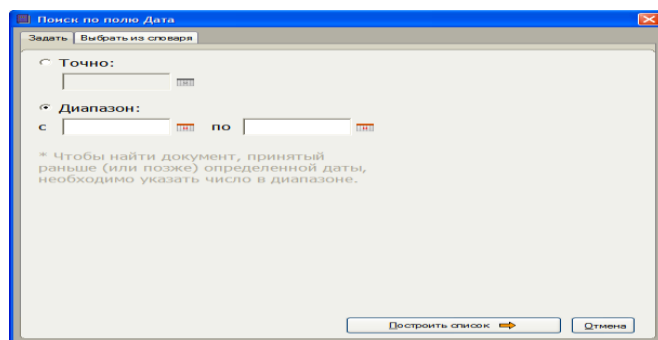 Поиск по полю Дата
Задать Выбрать из словаря
Точно:
Диапазон:
с по
* Чтобы найти документ, принятый
раньше (или позже) определенной даты,
необходимо указать число в диапазоне.
Построить список Отмена